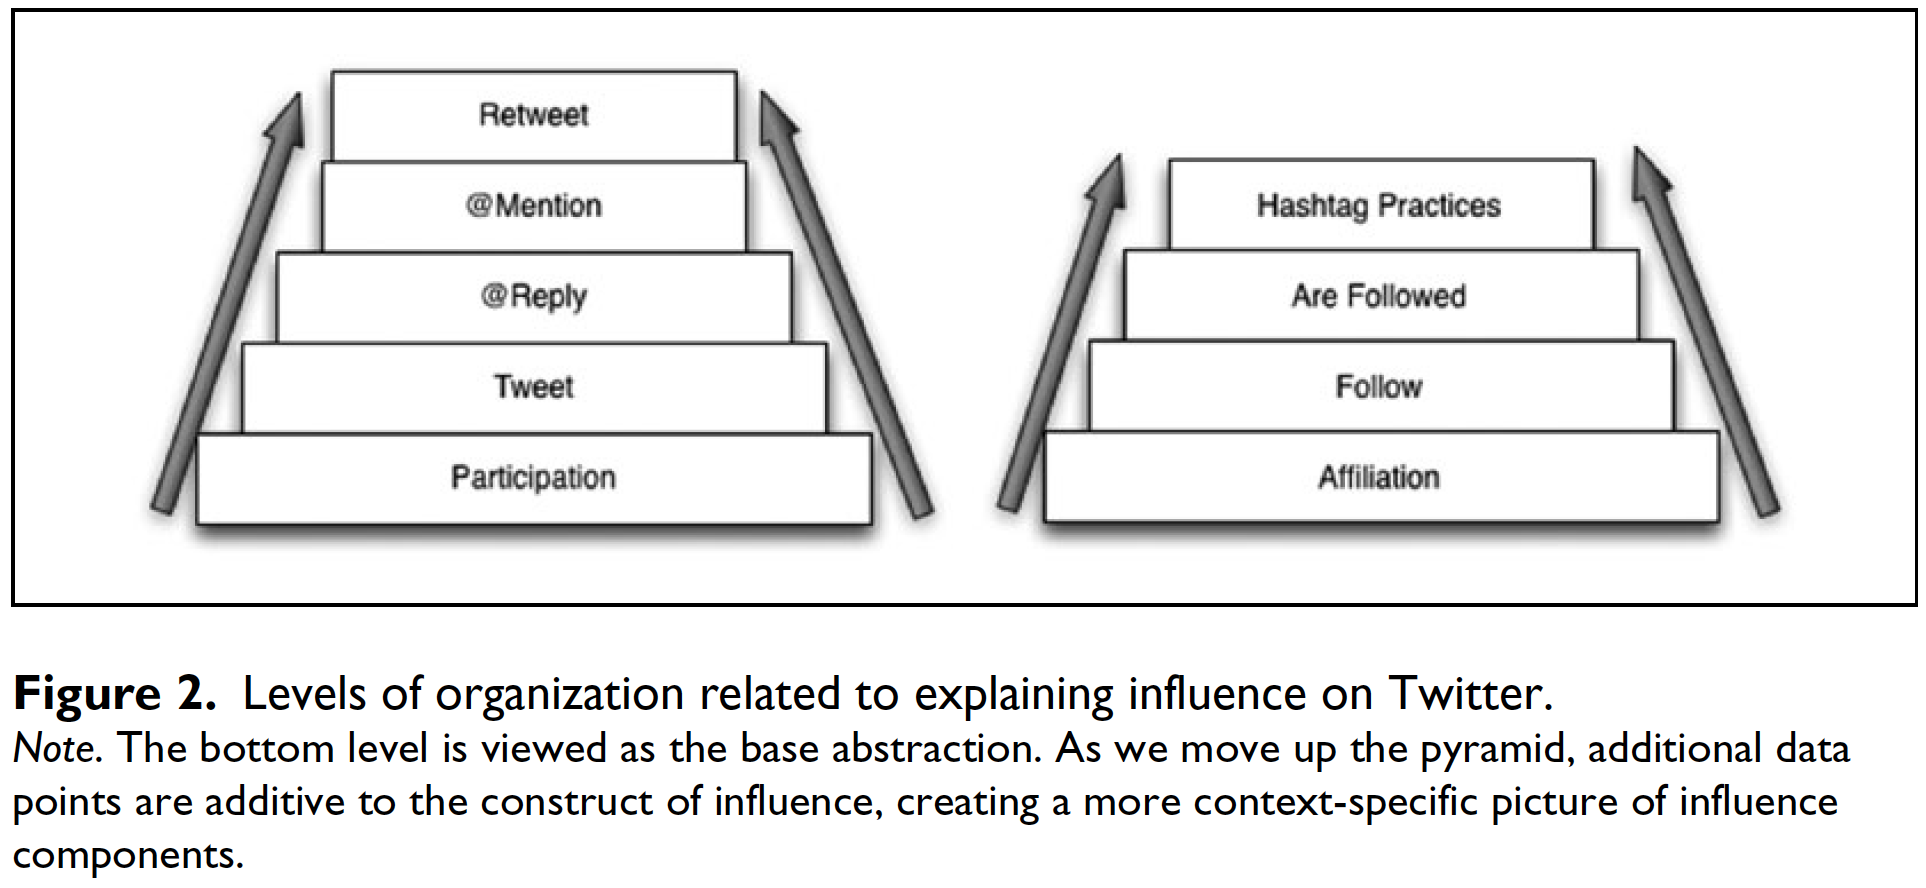 Retweet
@Mention
@Reply
Tweet
Participation
Hashtag Practices
Are Followed
Follow
Affiliation
Figure 2. Levels of organization related to explaining influence on Twitter.
Note. The bottom level is viewed as the base abstraction. As we move up the pyramid, additional data
points are additive to the construct of influence, creating a more context-specific picture of influence
components.